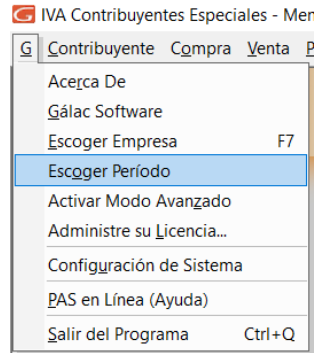 G IVA Contribuyentes Especiales - Men
G Contribuyente Compra Venta P
Acerca De
Gálac Software
Escoger Empresa F7
Escoger Período
Activar Modo Avanzado
Administre su Licencia...
Configuración de Sistema
PAS en Línea (Ayuda)
Salir del Programa Ctrl+Q